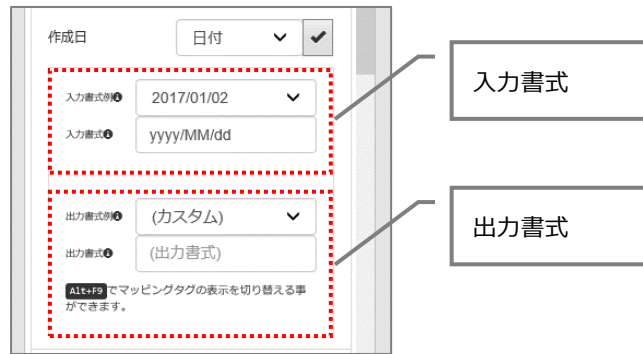 作成日 日付
入力書式例 2017/01/02
入力書式 yyyy/MM/dd
出力書式例 (カスタム)
出力書式 (出力書式)
Alt+F9 でマッピングタグの表示を切り替える事
ができます。
入力書式
出力書式